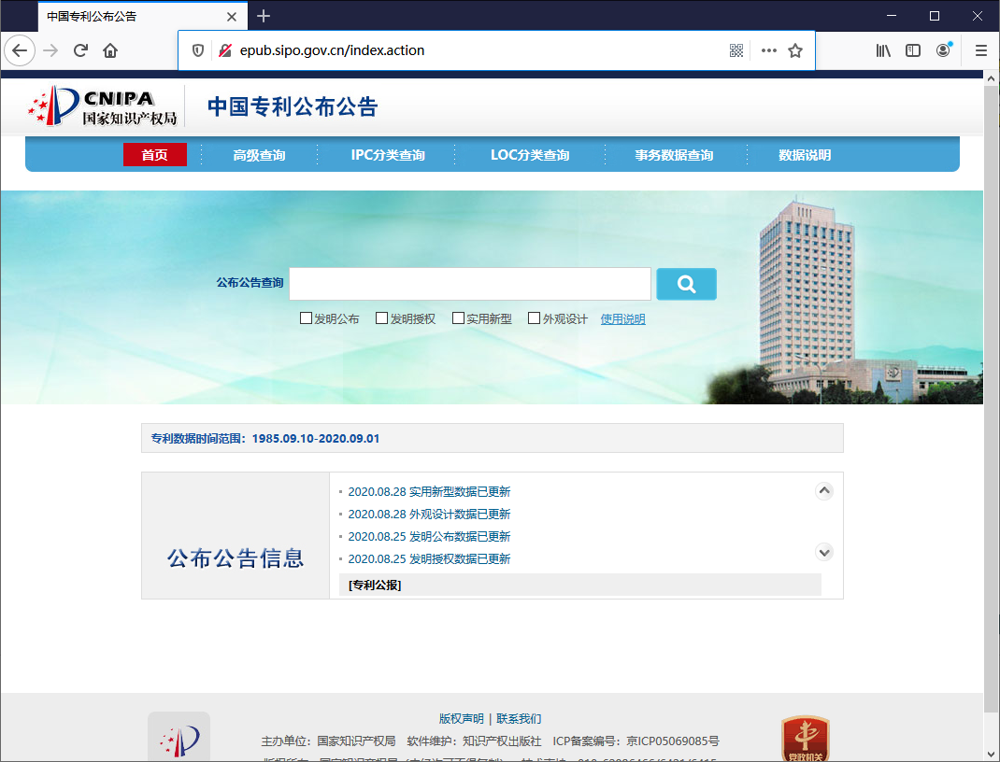 中国专利公布公告
epub.sipo.gov.cn/index.action
CNIPA
国家知识产权局
中国专利公布公告
首页 高级查询 IPC分类查询 LOC分类查询 事务数据查询 数据说明
公布公告查询
发明公布 发明授权 实用新型 外观设计 使用说明
专利数据时间范围：1985.09.10-2020.09.01
2020.08.28 实用新型数据已更新
2020.08.28 外观设计数据已更新
2020.08.25 发明公布数据已更新
2020.08.25 发明授权数据已更新
公布公告信息
[专利公报]
版权声明 | 联系我们
主办单位：国家知识产权局 软件维护：知识产权出版社 ICP备案编号：京ICP05069085号
党政机关